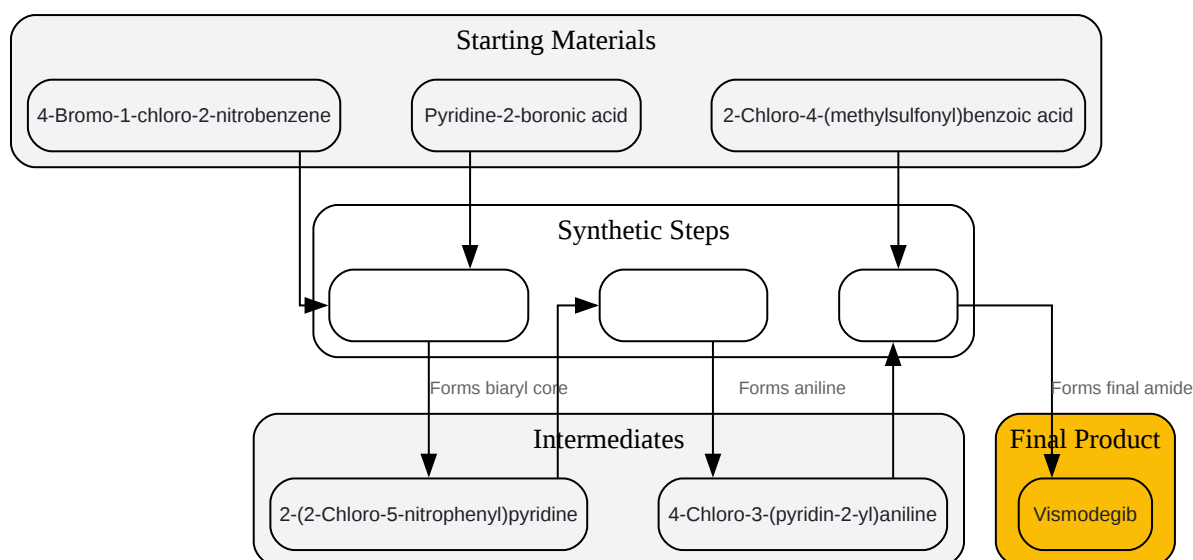 Starting Materials
4-Bromo-1-chloro-2-nitrobenzene
Pyridine-2-boronic acid
2-Chloro-4-(methylsulfonyl)benzoic acid
Synthetic Steps
Forms biaryl core
Forms aniline
Forms final amide
Intermediates
Final Product
2-(2-Chloro-5-nitrophenyl)pyridine
4-Chloro-3-(pyridin-2-yl)aniline
Vismodegib